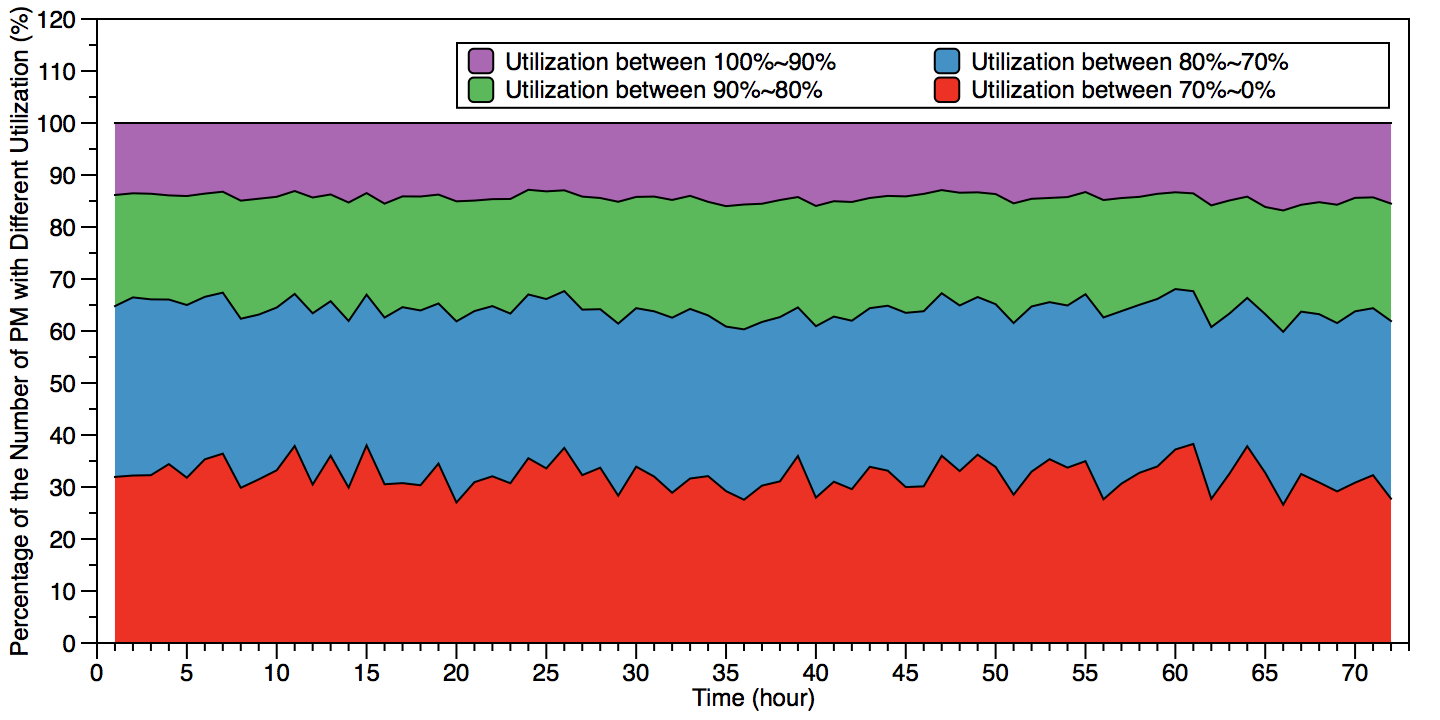 Percentage of the Number of PM with Different Utilization (%)
120
110
100
90
80
70
60
50
40
30
20
10
0
Utilization between 100%~90%
Utilization between 90%~80%
Utilization between 80%~70%
Utilization between 70%~0%
0 5 10 15 20 25 30 35 40 45 50 55 60 65 70
Time (hour)